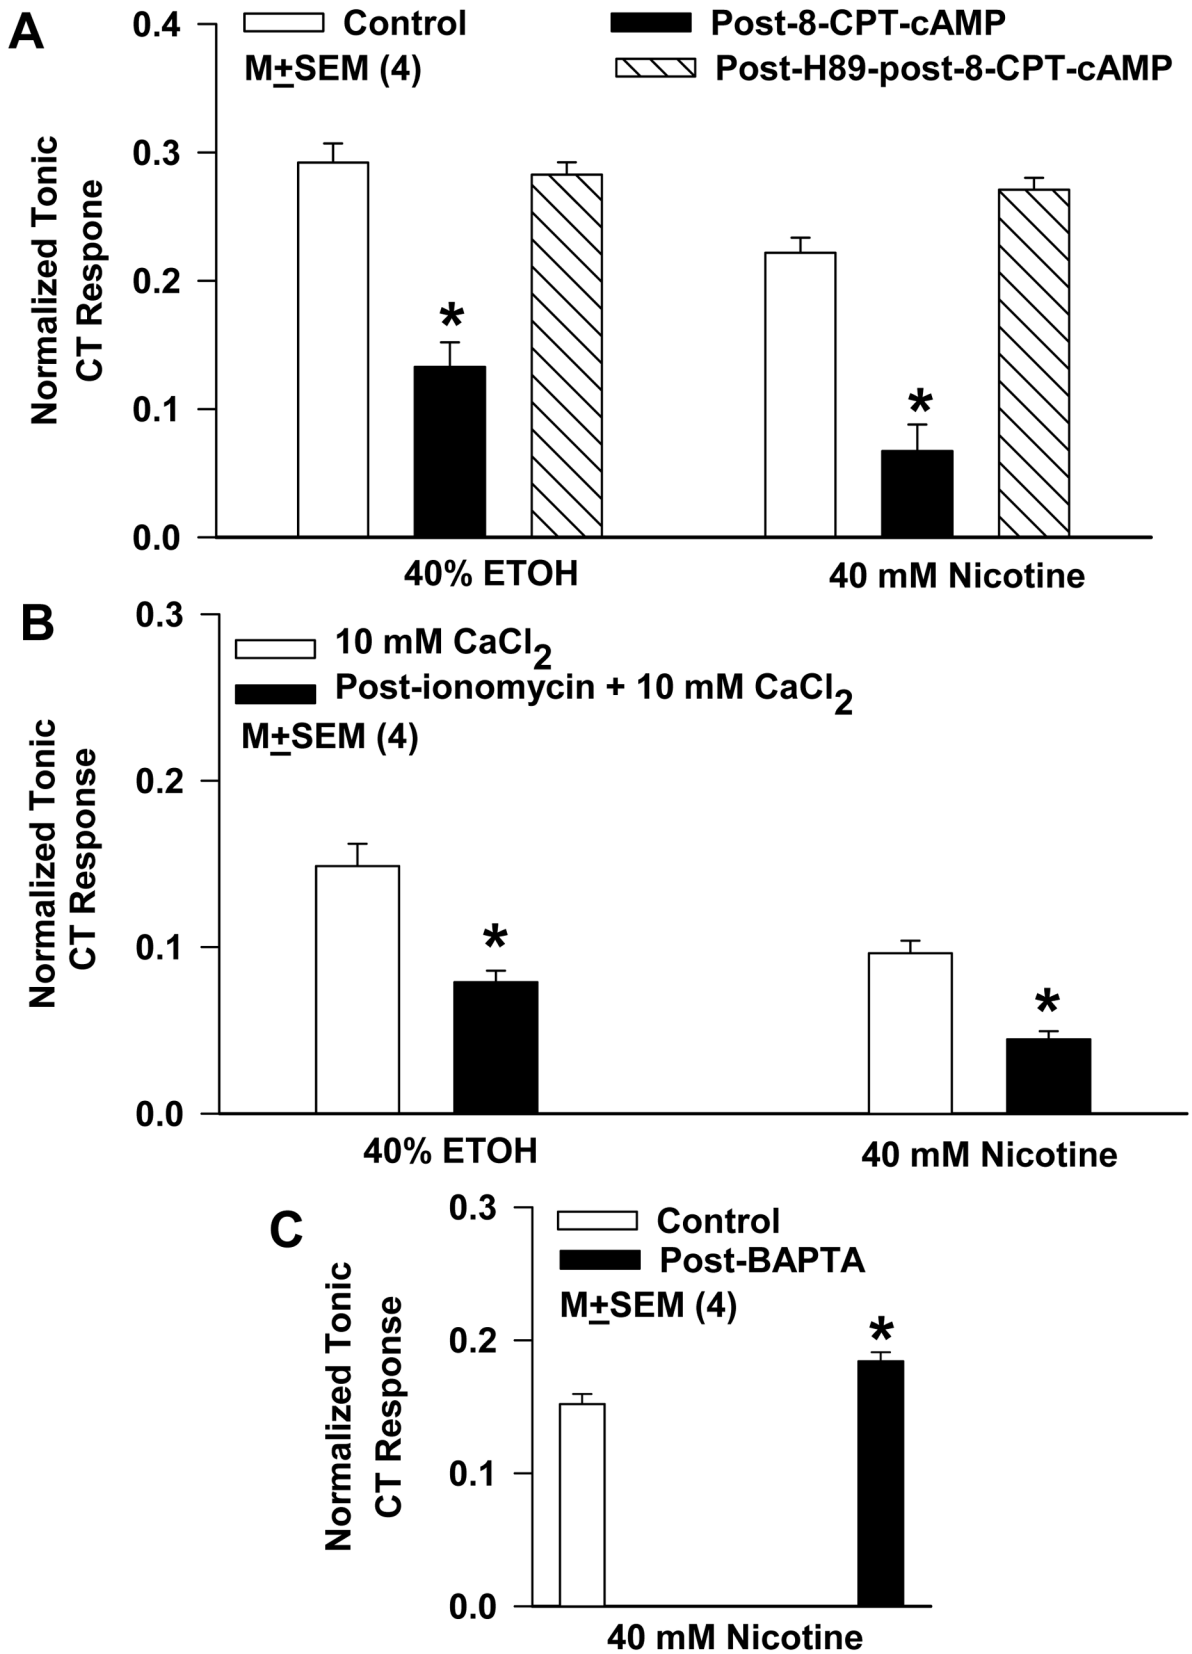 A
0.4
Control
Post-8-CPT-cAMP
M±SEM (4)
Post-H89-post-8-CPT-cAMP
0.3
0.2
0.1
0.0
Normalized Tonic
CT Respone
*
*
40% ETOH
40 mM Nicotine
B
0.3
10 mM CaCl2
Post-ionomycin + 10 mM CaCl2
M±SEM (4)
0.2
0.1
0.0
Normalized Tonic
CT Response
*
*
40% ETOH
40 mM Nicotine
C
0.3
Control
Post-BAPTA
M±SEM (4)
0.2
0.1
0.0
Normalized Tonic
CT Response
*
40 mM Nicotine